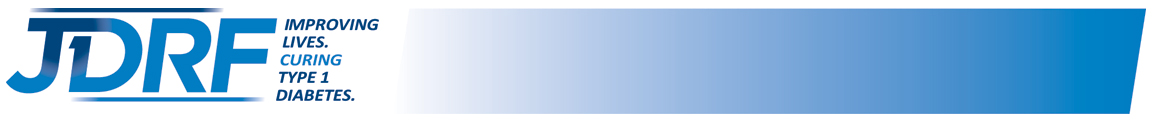 JDRF
IMPROVING
LIVES.
CURING
TYPE 1
DIABETES.